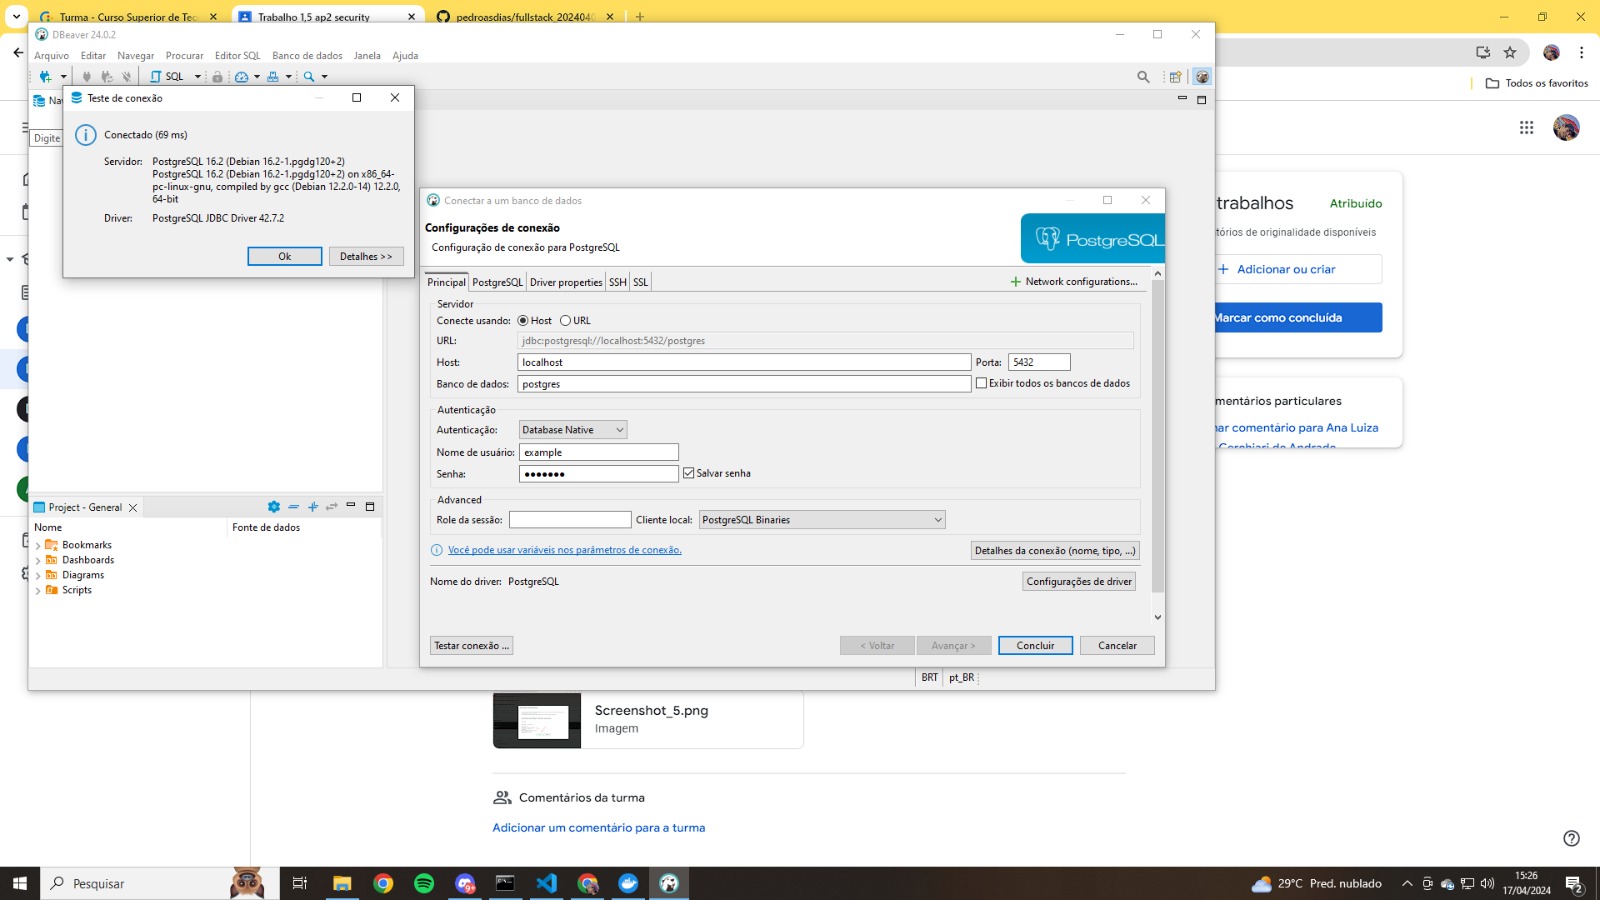 Turma - Curso Superior de Tec
Trabalho 1,5 ap2 security
pedroasdias/fullstack_2024040
DBeaver 24.0.2
Arquivo Editar Navegar Procurar Editor SQL Banco de dados Janela Ajuda
SQL
Todos os favoritos
Nav
Digite
Teste de conexão
Conectado (69 ms)
Servidor: PostgreSQL 16.2 (Debian 16.2-1.pgdg120+2)
PostgreSQL 16.2 (Debian 16.2-1.pgdg120+2) on x86_64-
pc-linux-gnu, compiled by gcc (Debian 12.2.0-14) 12.2.0,
64-bit
Driver: PostgreSQL JDBC Driver 42.7.2
Ok Detalhes >>
Conectar a um banco de dados
Configurações de conexão
Configuração de conexão para PostgreSQL
PostgreSQL
Principal PostgreSQL Driver properties SSH SSL
Network configurations...
Servidor
Conecte usando: Host URL
URL: jdbc:postgresql://localhost:5432/postgres
Host: localhost Porta: 5432
Banco de dados: postgres Exibir todos os bancos de dados
Autenticação
Autenticação: Database Native
Nome de usuário: example
Senha: ●●●●●●● Salvar senha
Advanced
Role da sessão: Cliente local: PostgreSQL Binaries
Você pode usar variáveis nos parâmetros de conexão.
Detalhes da conexão (nome, tipo, ...)
Nome do driver: PostgreSQL
Configurações de driver
Testar conexão ... < Voltar Avançar > Concluir Cancelar
Project - General
Nome Fonte de dados
Bookmarks
Dashboards
Diagrams
Scripts
BRT pt_BR
trabalhos Atribuído
tórios de originalidade disponíveis
+ Adicionar ou criar
Marcar como concluída
mentários particulares
nar comentário para Ana Luiza
Cerchiari de Andrade
Screenshot_5.png
Imagem
Comentários da turma
Adicionar um comentário para a turma
Pesquisar
29°C Pred. nublado
15:26
17/04/2024
2